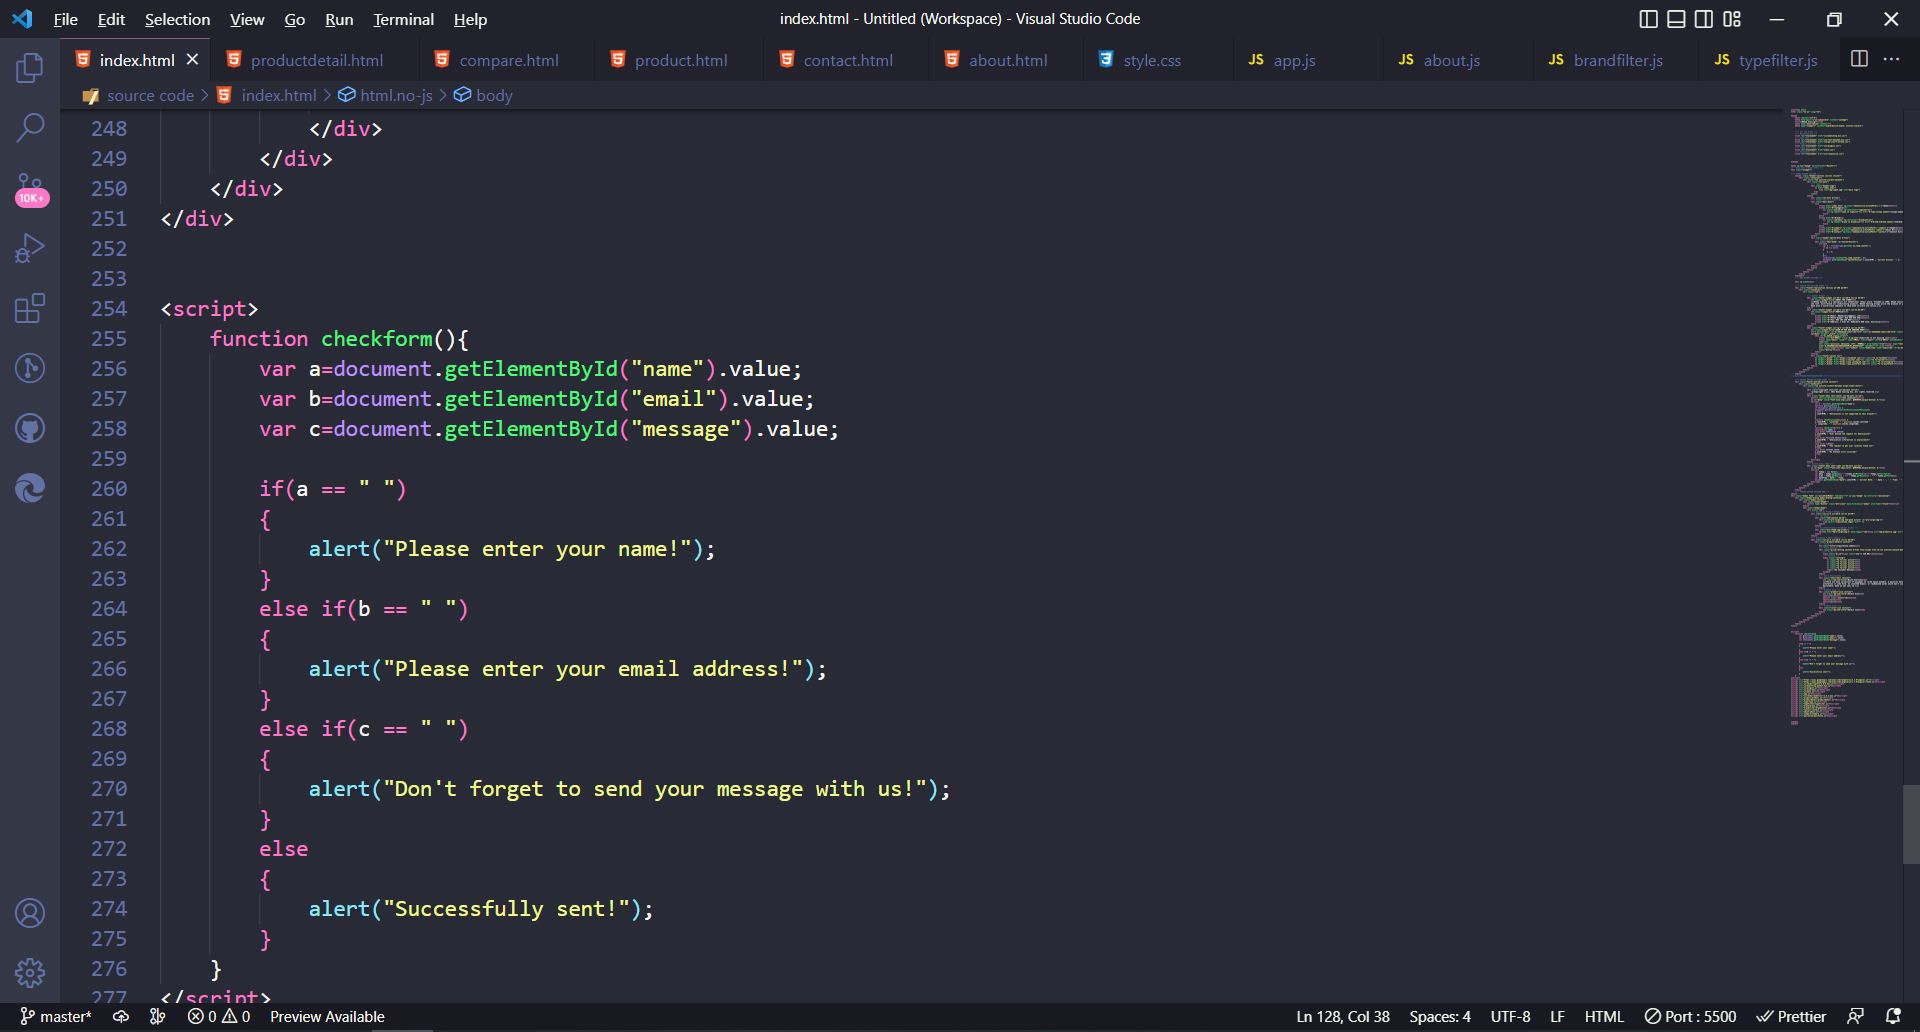 File Edit Selection View Go Run Terminal Help index.html - Untitled (Workspace) - Visual Studio Code
index.html productdetail.html compare.html product.html contact.html about.html style.css JS app.js JS about.js JS brandfilter.js JS typefilter.js
source code > index.html > html.no-js > body
10K+
248 </div>
249 </div>
250 </div>
251 </div>
252
253
254 <script>
255 function checkform(){
256 var a=document.getElementById("name").value;
257 var b=document.getElementById("email").value;
258 var c=document.getElementById("message").value;
259
260 if(a == " ")
261 {
262 alert("Please enter your name!");
263 }
264 else if(b == " ")
265 {
266 alert("Please enter your email address!");
267 }
268 else if(c == " ")
269 {
270 alert("Don't forget to send your message with us!");
271 }
272 else
273 {
274 alert("Successfully sent!");
275 }
276 }
277 </script>
master* 0 0 Preview Available Ln 128, Col 38 Spaces: 4 UTF-8 LF HTML Port : 5500 Prettier